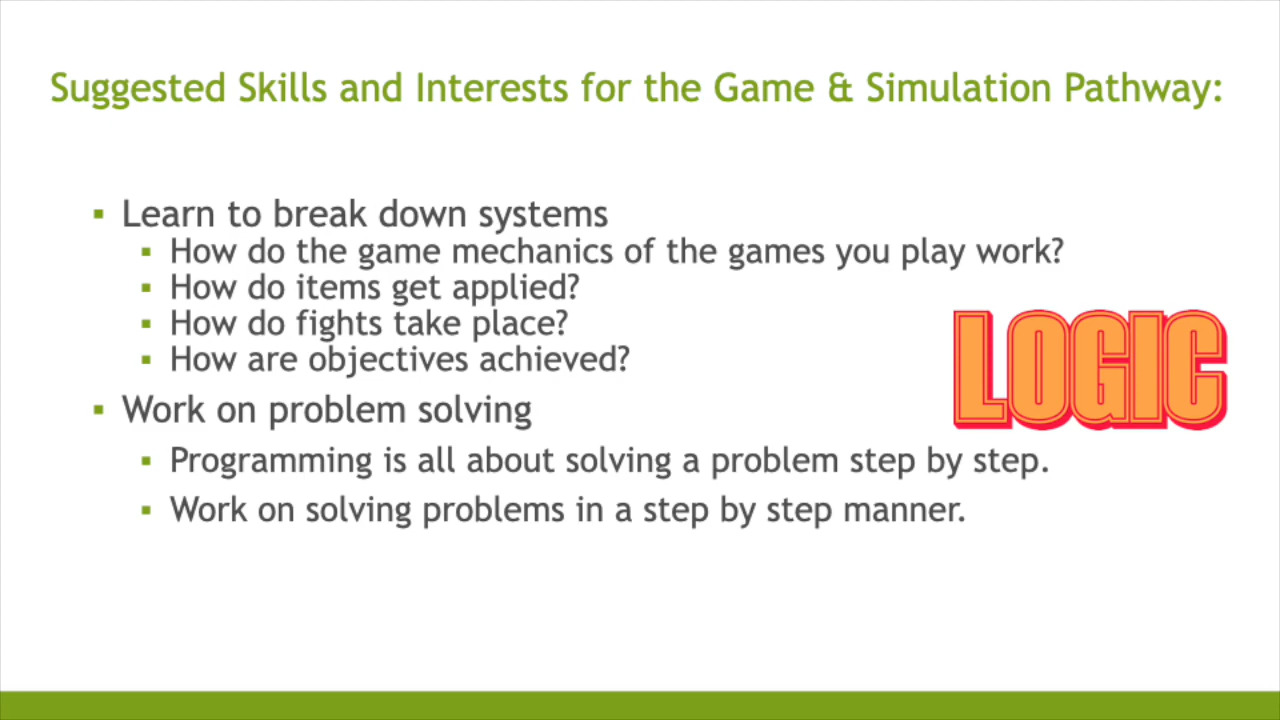 Suggested Skills and Interests for the Game & Simulation Pathway:
Learn to break down systems
How do the game mechanics of the games you play work?
How do items get applied?
How do fights take place?
How are objectives achieved?
LOGIC
Work on problem solving
Programming is all about solving a problem step by step.
Work on solving problems in a step by step manner.